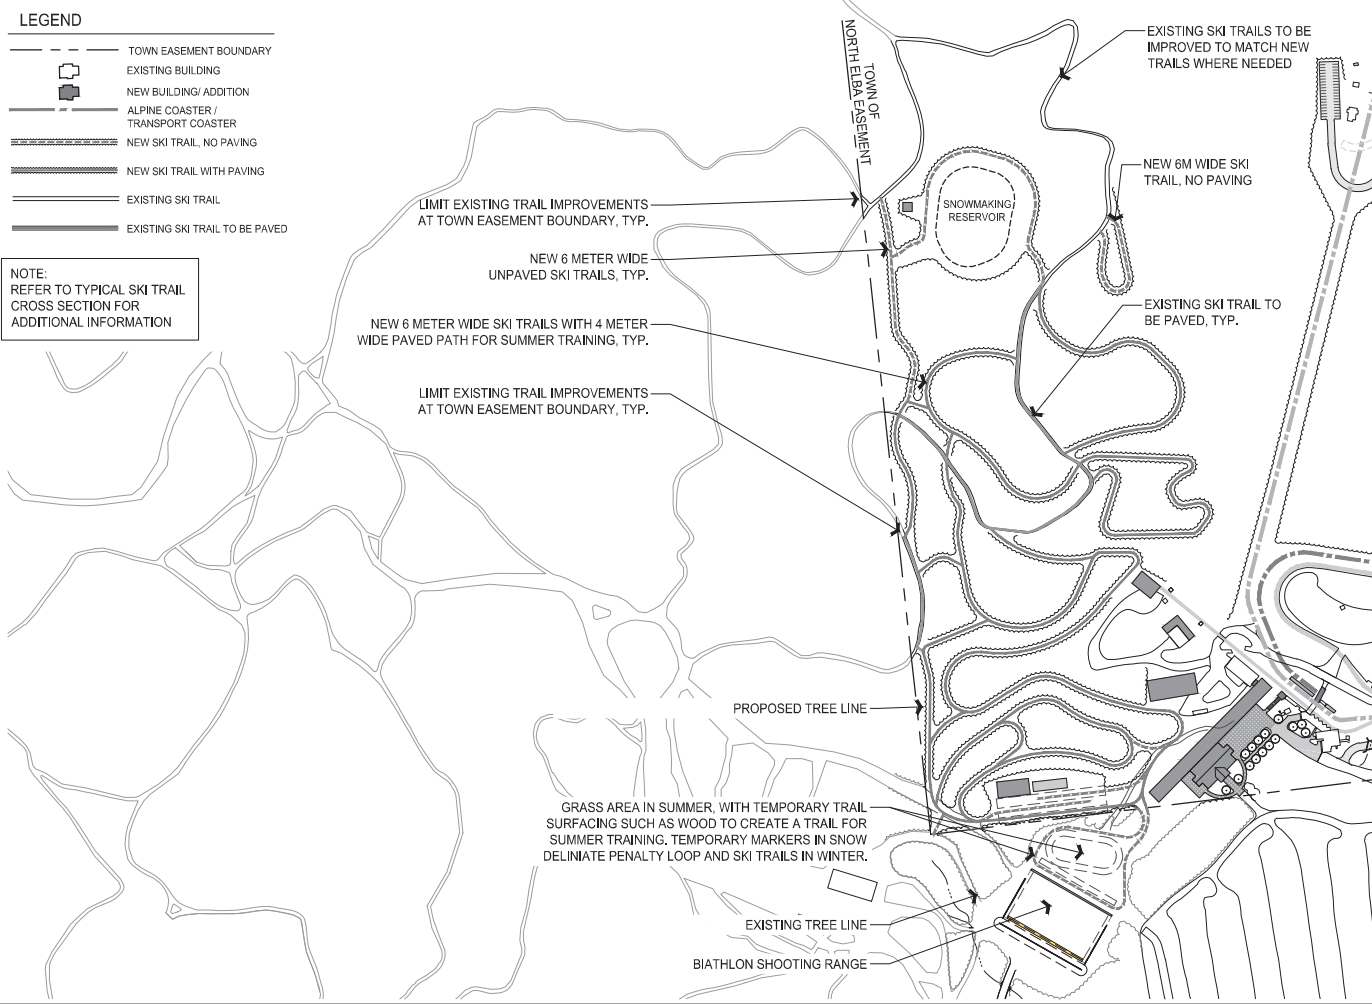 LEGEND
TOWN EASEMENT BOUNDARY
EXISTING BUILDING
NEW BUILDING/ ADDITION
ALPINE COASTER /
TRANSPORT COASTER
NEW SKI TRAIL, NO PAVING
NEW SKI TRAIL WITH PAVING
EXISTING SKI TRAIL
EXISTING SKI TRAIL TO BE PAVED
NOTE:
REFER TO TYPICAL SKI TRAIL
CROSS SECTION FOR
ADDITIONAL INFORMATION
TOWN OF
NORTH ELBA EASEMENT
EXISTING SKI TRAILS TO BE
IMPROVED TO MATCH NEW
TRAILS WHERE NEEDED
NEW 6M WIDE SKI
TRAIL, NO PAVING
SNOWMAKING
RESERVOIR
LIMIT EXISTING TRAIL IMPROVEMENTS
AT TOWN EASEMENT BOUNDARY, TYP.
NEW 6 METER WIDE
UNPAVED SKI TRAILS, TYP.
EXISTING SKI TRAIL TO
BE PAVED, TYP.
NEW 6 METER WIDE SKI TRAILS WITH 4 METER
WIDE PAVED PATH FOR SUMMER TRAINING, TYP.
LIMIT EXISTING TRAIL IMPROVEMENTS
AT TOWN EASEMENT BOUNDARY, TYP.
PROPOSED TREE LINE
GRASS AREA IN SUMMER, WITH TEMPORARY TRAIL
SURFACING SUCH AS WOOD TO CREATE A TRAIL FOR
SUMMER TRAINING. TEMPORARY MARKERS IN SNOW
DELINIATE PENALTY LOOP AND SKI TRAILS IN WINTER.
EXISTING TREE LINE
BIATHLON SHOOTING RANGE